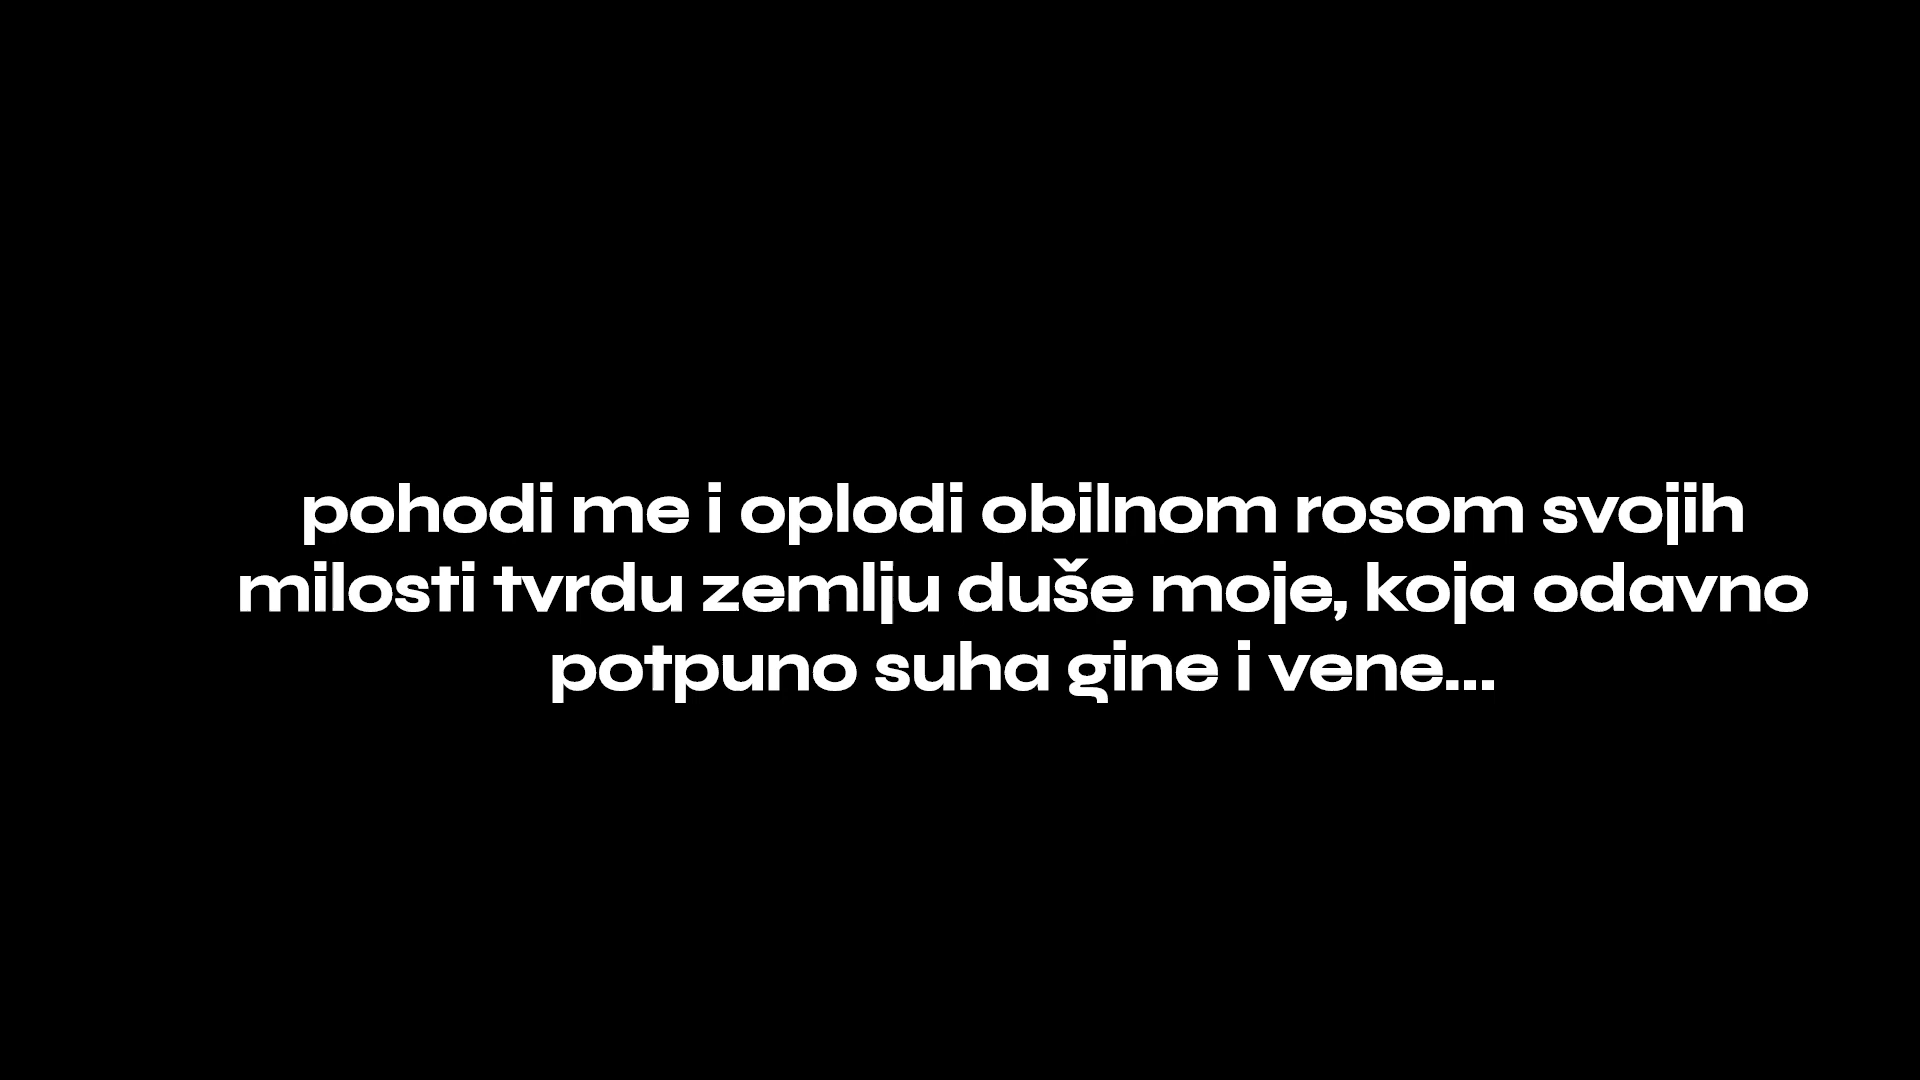 pohodi me i oplodi obilnom rosom svojih
milosti tvrdu zemlju duše moje, koja odavno
potpuno suha gine i vene...